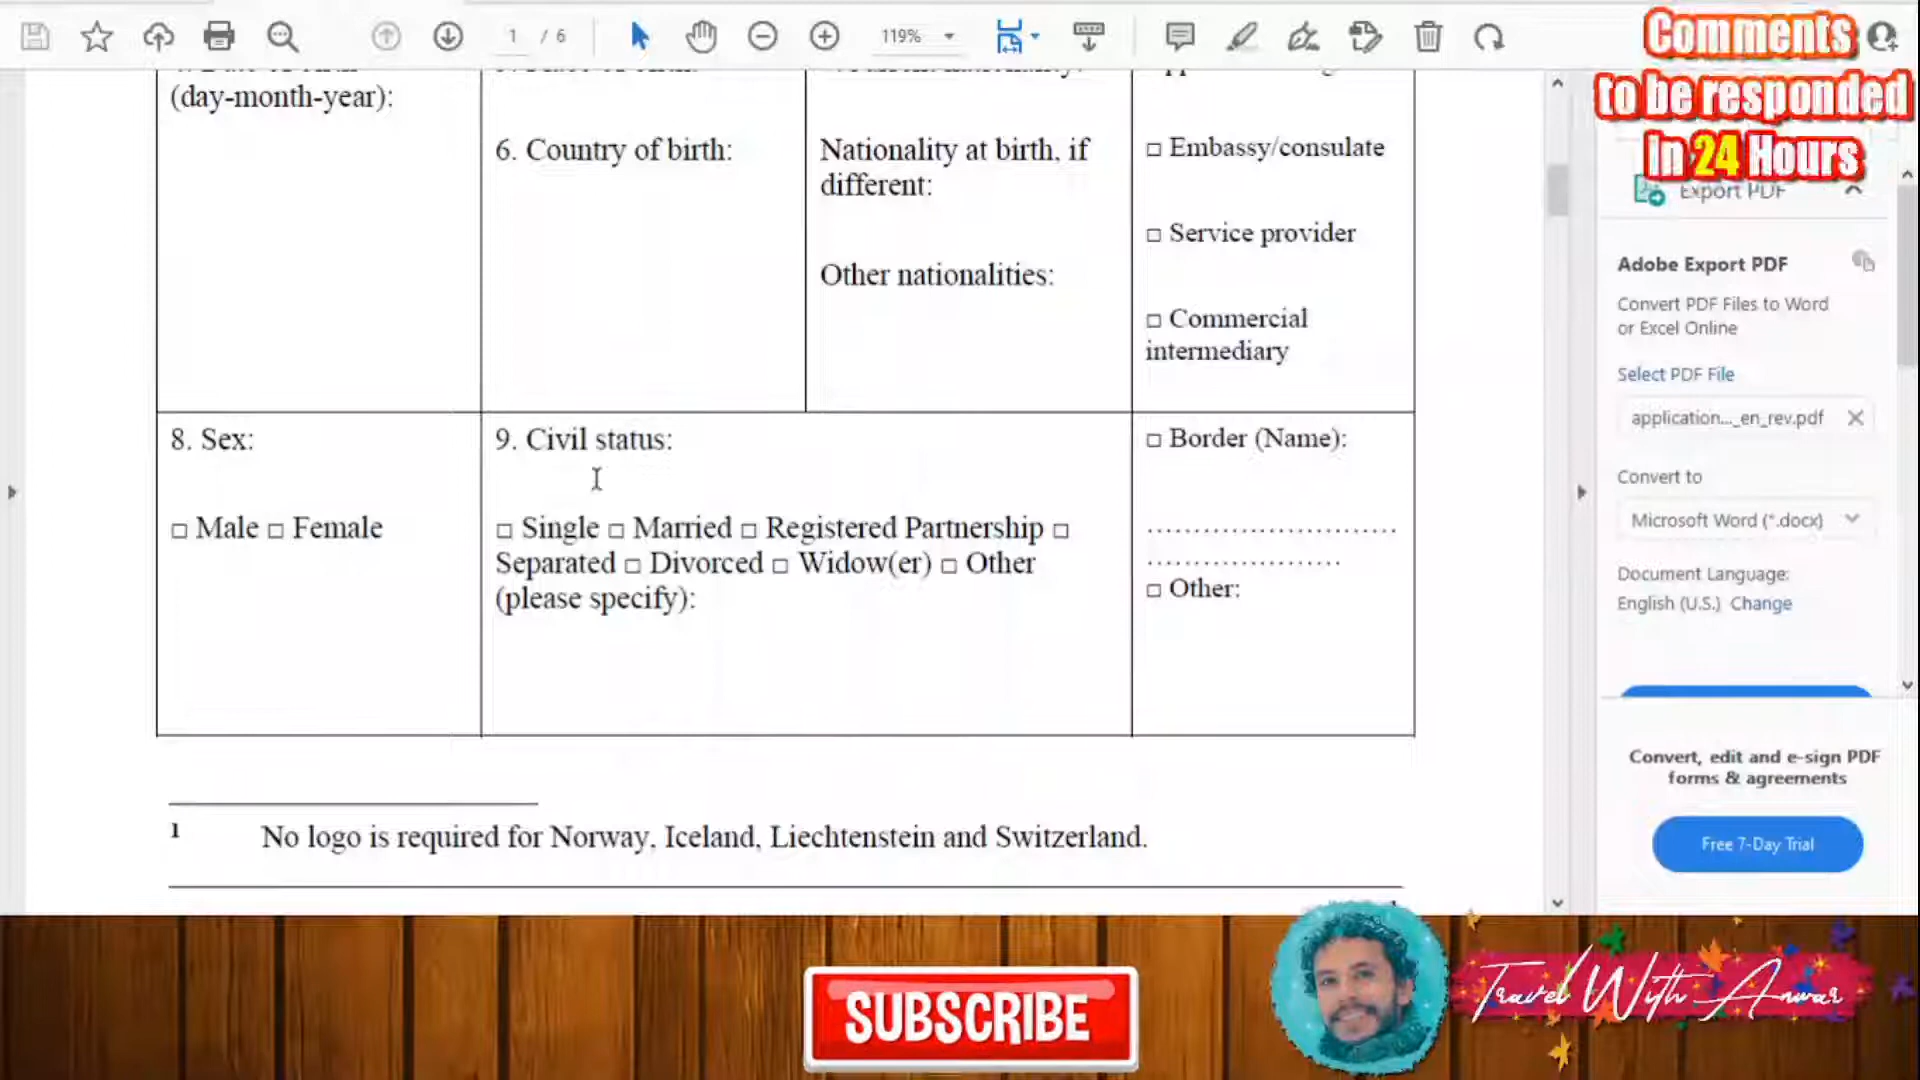 1 / 6
119%
Comments
to be responded
in 24 Hours
(day-month-year):
6. Country of birth:
Nationality at birth, if
different:
Other nationalities:
□ Embassy/consulate
□ Service provider
□ Commercial
intermediary
8. Sex:
□ Male □ Female
9. Civil status:
□ Single □ Married □ Registered Partnership □
Separated □ Divorced □ Widow(er) □ Other
(please specify):
□ Border (Name):
…………………………
…………………
□ Other:
1 No logo is required for Norway, Iceland, Liechtenstein and Switzerland.
Export PDF
Adobe Export PDF
Convert PDF Files to Word
or Excel Online
Select PDF File
application..._en_rev.pdf
Convert to
Microsoft Word (*.docx)
Document Language:
English (U.S.) Change
Convert, edit and e-sign PDF
forms & agreements
Free 7-Day Trial
SUBSCRIBE
Travel With Anwar